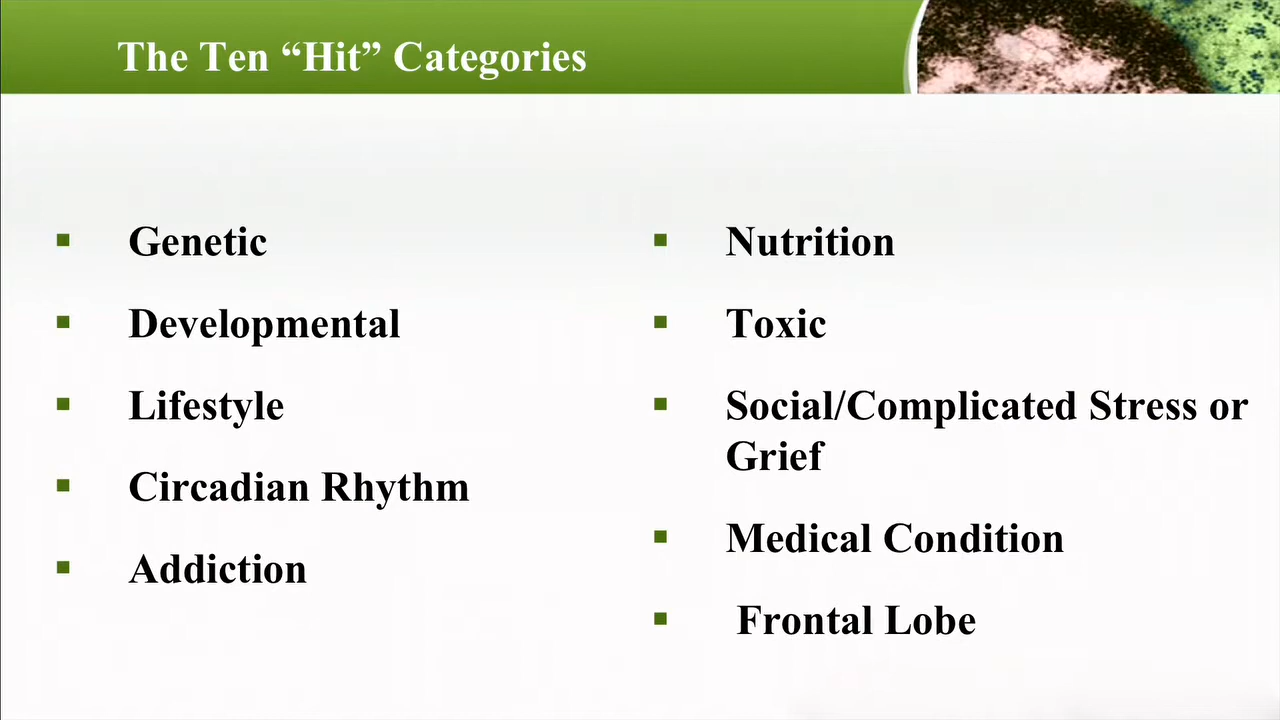 The Ten “Hit” Categories
Genetic
Developmental
Lifestyle
Circadian Rhythm
Addiction
Nutrition
Toxic
Social/Complicated Stress or
Grief
Medical Condition
Frontal Lobe